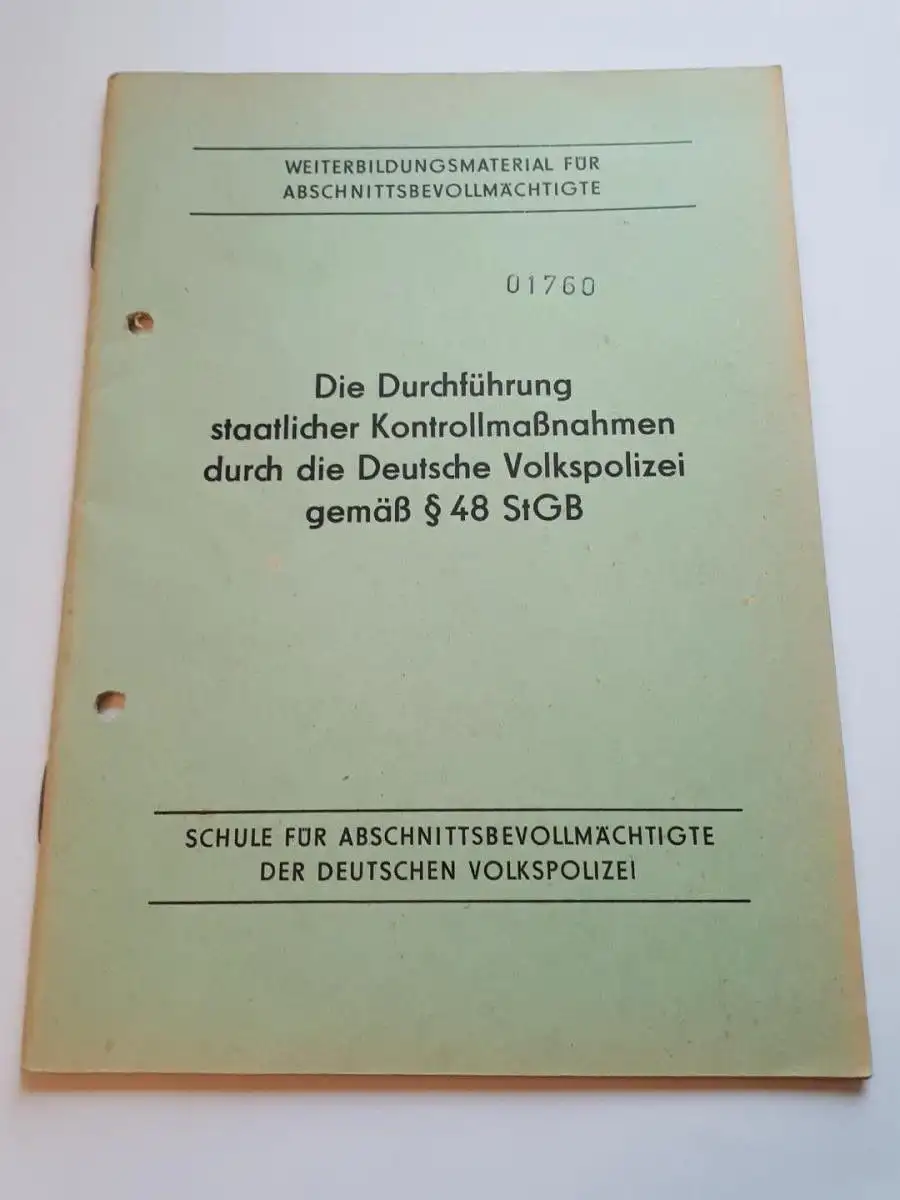 WEITERBILDUNGSMATERIAL FÜR
ABSCHNITTSBEVOLLMÄCHTIGTE
01760
Die Durchführung
staatlicher Kontrollmaßnahmen
durch die Deutsche Volkspolizei
gemäß § 48 StGB
SCHULE FÜR ABSCHNITTSBEVOLLMÄCHTIGTE
DER DEUTSCHEN VOLKSPOLIZEI